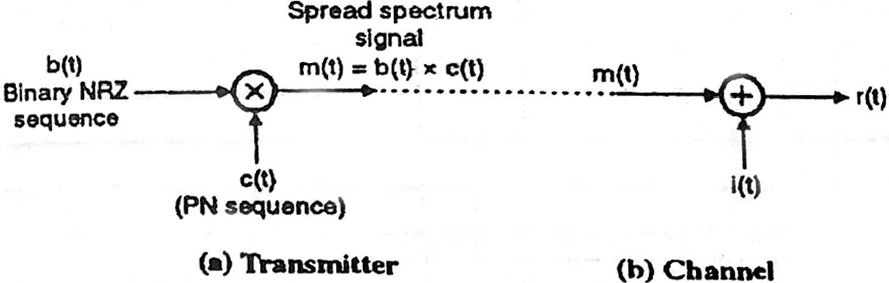 Spread spectrum
signal
m(t) = b(t) × c(t)
b(t)
Binary NRZ
sequence
×
c(t)
(PN sequence)
(a) Transmitter
m(t)
+
r(t)
i(t)
(b) Channel